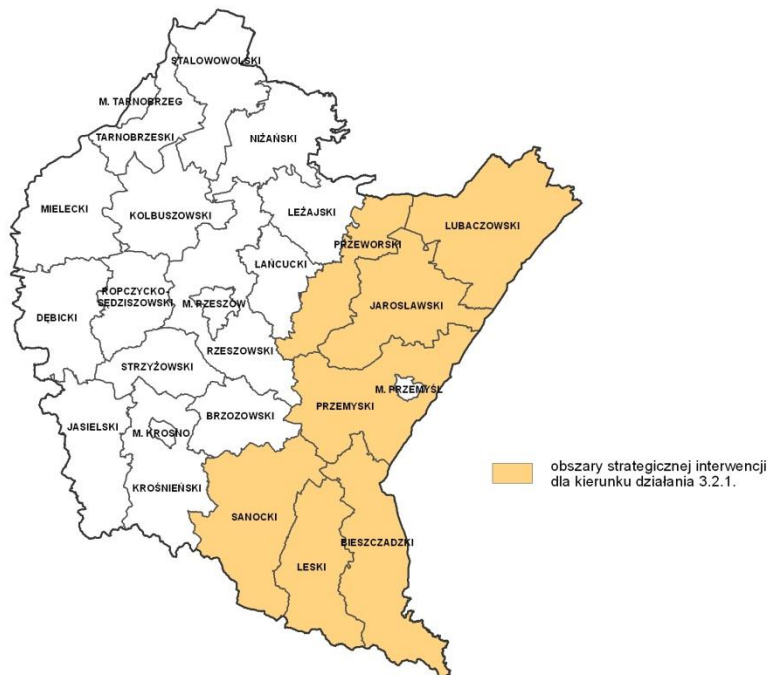 STALOWOWOLSKI
M. TARNOBRZEG
TARNOBRZESKI
NIŻAŃSKI
MIELECKI
KOLBUSZOWSKI
LEŻAJSKI
LUBACZOWSKI
PRZEWORSKI
ŁAŃCUCKI
ROPCZYCKO-
SĘDZISZOWSKI
M. RZESZÓW
JAROSŁAWSKI
DĘBICKI
RZESZOWSKI
STRZYŻOWSKI
M. PRZEMYŚL
PRZEMYSKI
BRZOZOWSKI
JASIELSKI
M. KROSNO
obszary strategicznej interwencji
dla kierunku działania 3.2.1.
KROŚNIEŃSKI
SANOCKI
BIESZCZADZKI
LESKI